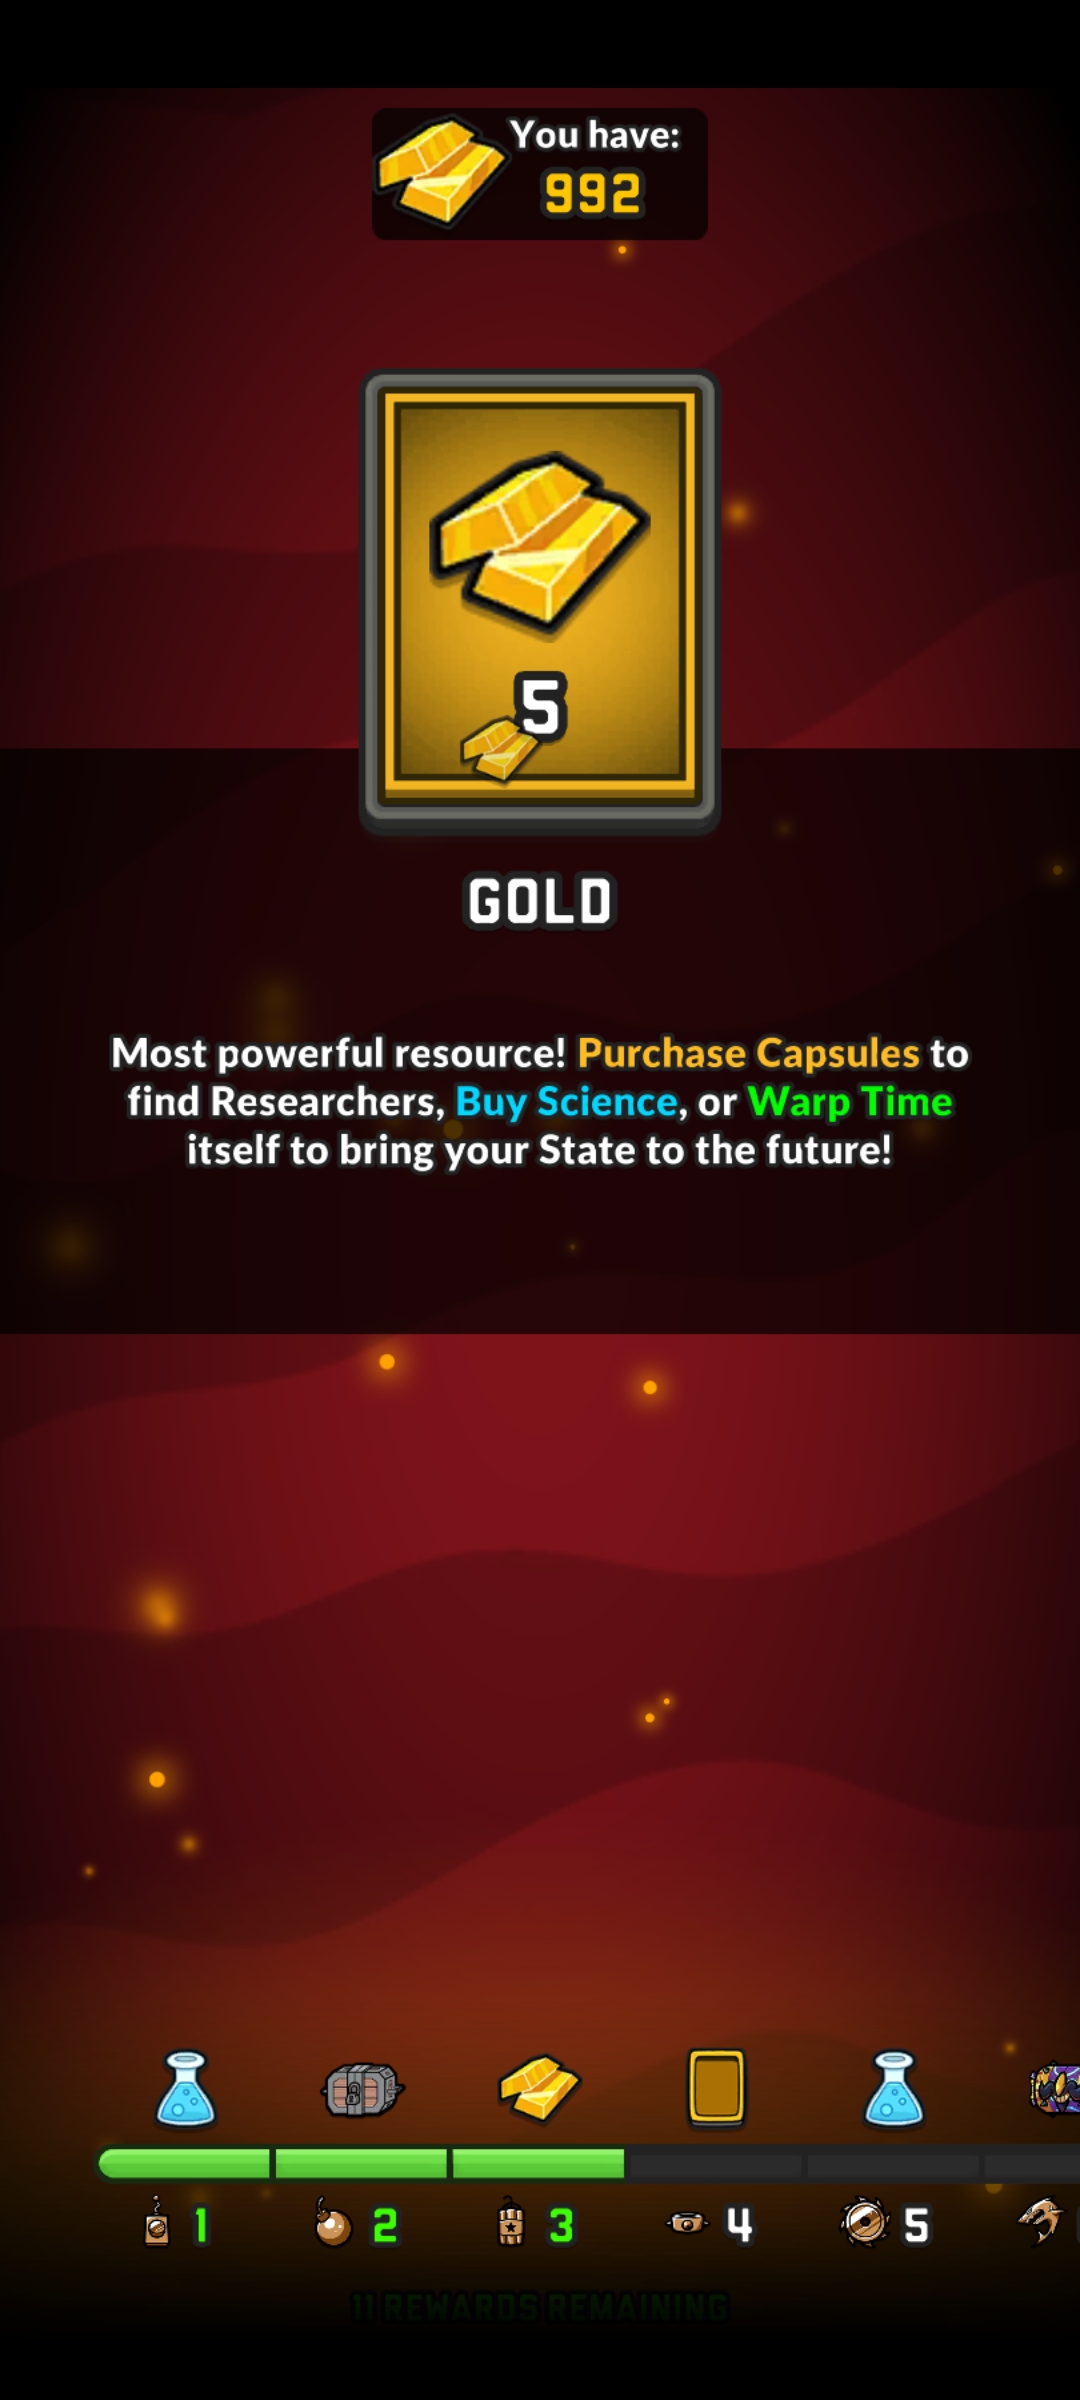 You have:
992
5
GOLD
Most powerful resource! Purchase Capsules to
find Researchers, Buy Science, or Warp Time
itself to bring your State to the future!
1 2 3 4 5
11 REWARDS REMAINING